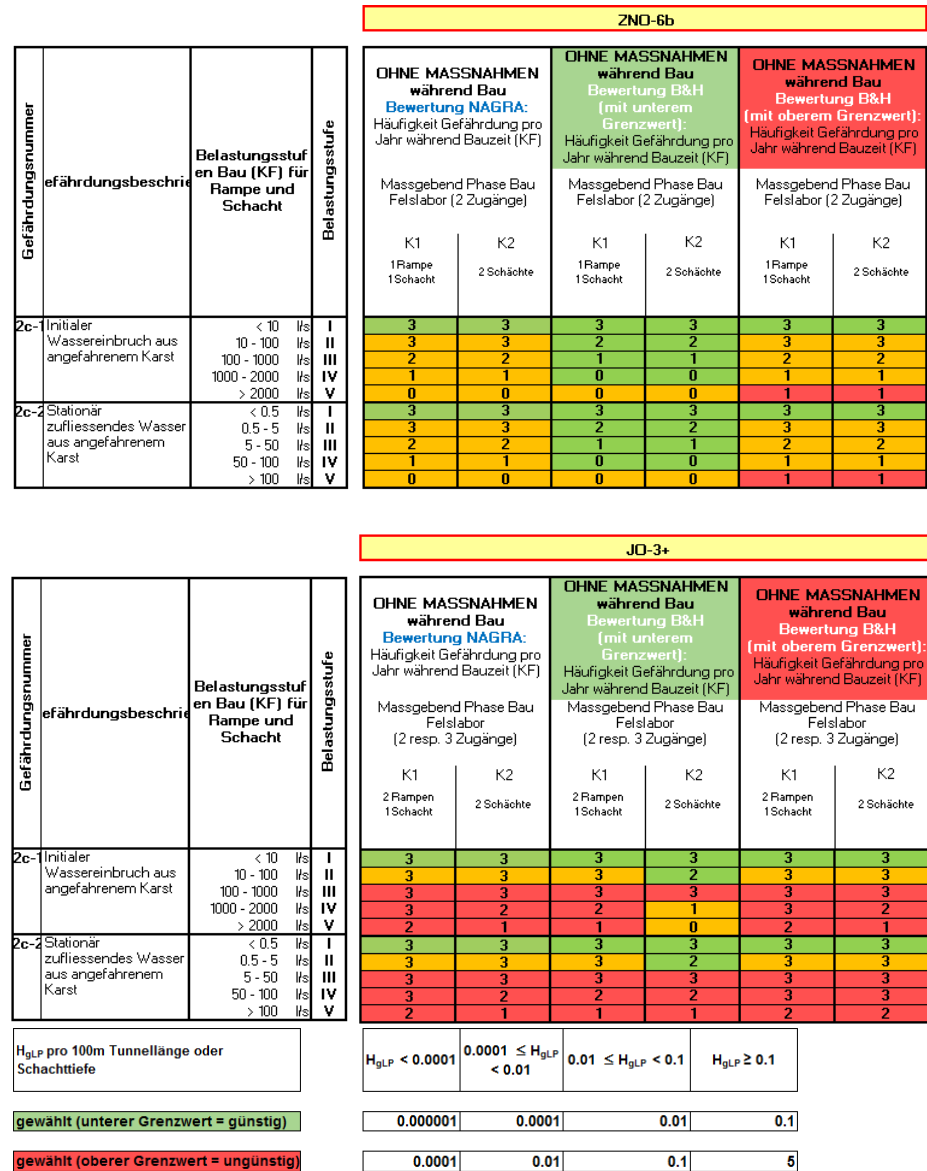 ZNO-6b
Gefährdungsnummer
efährdungsbeschrie
Belastungsstuf
en Bau (KF) für
Rampe und
Schacht
Belastungsstufe
OHNE MASSNAHMEN
während Bau
Bewertung NAGRA:
Häufigkeit Gefährdung pro
Jahr während Bauzeit (KF)
Massgebend Phase Bau
Felslabor (2 Zugänge)
K1 K2
1 Rampe
1 Schacht
2 Schächte
OHNE MASSNAHMEN
während Bau
Bewertung B&H
(mit unterem
Grenzwert):
Häufigkeit Gefährdung pro
Jahr während Bauzeit (KF)
Massgebend Phase Bau
Felslabor (2 Zugänge)
K1 K2
1 Rampe
1 Schacht
2 Schächte
OHNE MASSNAHMEN
während Bau
Bewertung B&H
(mit oberem Grenzwert):
Häufigkeit Gefährdung pro
Jahr während Bauzeit (KF)
Massgebend Phase Bau
Felslabor (2 Zugänge)
K1 K2
1 Rampe
1 Schacht
2 Schächte
2c-1 Initialer < 10 l/s I 3 3 3 3 3 3
Wassereinbruch aus 10 - 100 l/s II 3 3 2 2 3 3
angefahrenem Karst 100 - 1000 l/s III 2 2 1 1 2 2
1000 - 2000 l/s IV 1 1 0 0 1 1
> 2000 l/s V 0 0 0 0 1 1
2c-2 Stationär < 0.5 l/s I 3 3 3 3 3 3
zufliessendes Wasser 0.5 - 5 l/s II 3 3 2 2 3 3
aus angefahrenem 5 - 50 l/s III 2 2 1 1 2 2
Karst 50 - 100 l/s IV 1 1 0 0 1 1
> 100 l/s V 0 0 0 0 1 1
JO-3+
Gefährdungsnummer
efährdungsbeschrie
Belastungsstuf
en Bau (KF) für
Rampe und
Schacht
Belastungsstufe
OHNE MASSNAHMEN
während Bau
Bewertung NAGRA:
Häufigkeit Gefährdung pro
Jahr während Bauzeit (KF)
Massgebend Phase Bau
Felslabor
(2 resp. 3 Zugänge)
K1 K2
2 Rampen
1 Schacht
2 Schächte
OHNE MASSNAHMEN
während Bau
Bewertung B&H
(mit unterem
Grenzwert):
Häufigkeit Gefährdung pro
Jahr während Bauzeit (KF)
Massgebend Phase Bau
Felslabor
(2 resp. 3 Zugänge)
K1 K2
2 Rampen
1 Schacht
2 Schächte
OHNE MASSNAHMEN
während Bau
Bewertung B&H
(mit oberem Grenzwert):
Häufigkeit Gefährdung pro
Jahr während Bauzeit (KF)
Massgebend Phase Bau
Felslabor
(2 resp. 3 Zugänge)
K1 K2
2 Rampen
1 Schacht
2 Schächte
2c-1 Initialer < 10 l/s I 3 3 3 3 3 3
Wassereinbruch aus 10 - 100 l/s II 3 3 3 2 3 3
angefahrenem Karst 100 - 1000 l/s III 3 3 3 3 3 3
1000 - 2000 l/s IV 3 2 2 1 3 2
> 2000 l/s V 2 1 1 0 2 1
2c-2 Stationär < 0.5 l/s I 3 3 3 3 3 3
zufliessendes Wasser 0.5 - 5 l/s II 3 3 3 2 3 3
aus angefahrenem 5 - 50 l/s III 3 3 3 3 3 3
Karst 50 - 100 l/s IV 3 2 2 2 3 3
> 100 l/s V 2 1 1 1 2 2
HgLP pro 100m Tunnellänge oder
Schachttiefe
HgLP < 0.0001
0.0001 ≤ HgLP
< 0.01
0.01 ≤ HgLP < 0.1
HgLP ≥ 0.1
gewählt (unterer Grenzwert = günstig) 0.000001 0.0001 0.01 0.1
gewählt (oberer Grenzwert = ungünstig) 0.0001 0.01 0.1 5